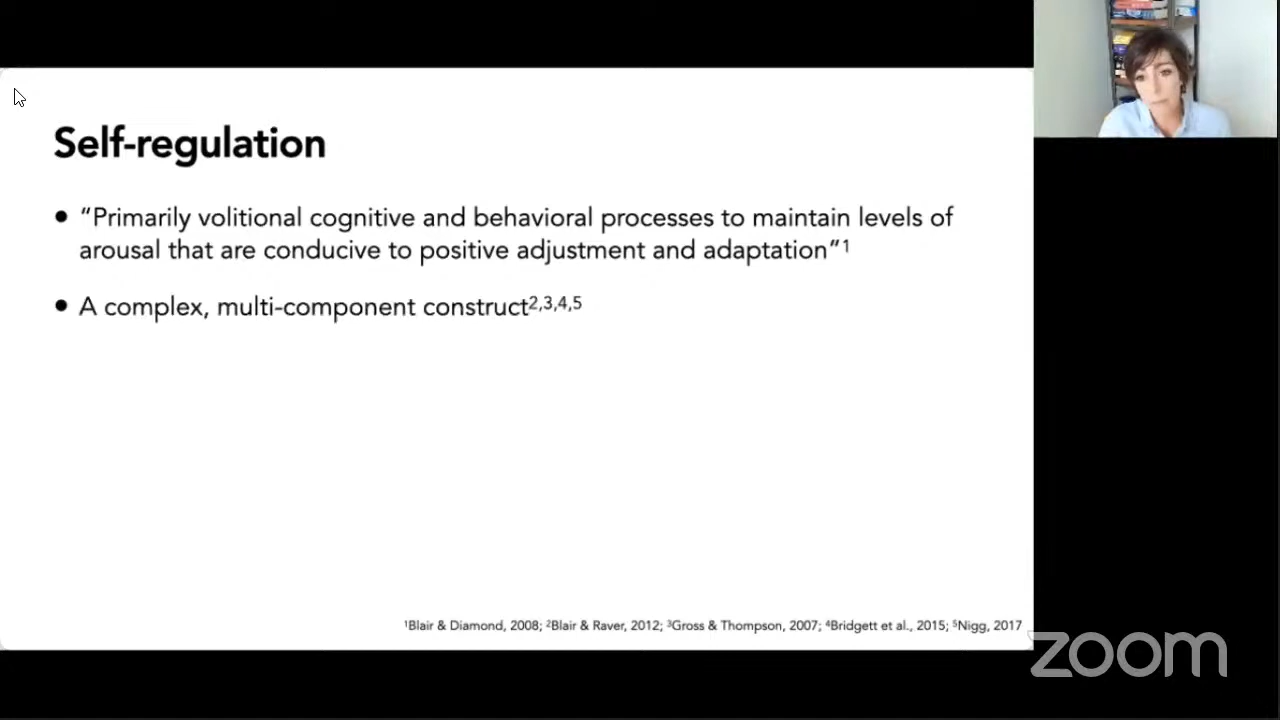 Self-regulation
● “Primarily volitional cognitive and behavioral processes to maintain levels of
arousal that are conducive to positive adjustment and adaptation”1
● A complex, multi-component construct2,3,4,5
1Blair & Diamond, 2008; 2Blair & Raver, 2012; 3Gross & Thompson, 2007; 4Bridgett et al., 2015; 5Nigg, 2017
zoom